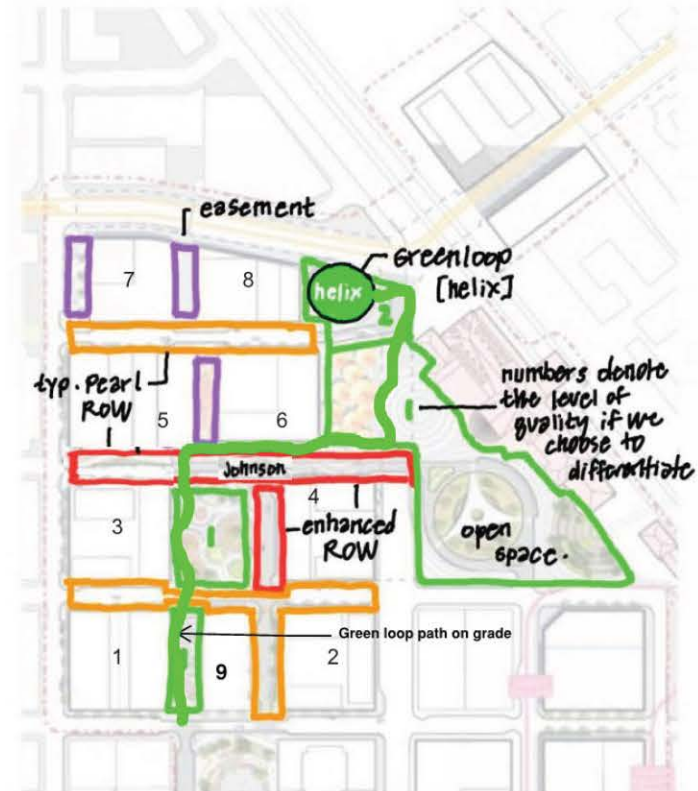 easement
7
8
Greenloop
[helix]
helix
2
typ. Pearl
ROW
5
6
1
numbers denote
the level of
quality if we
choose to
differentiate
Johnson
3
1
4
enhanced
ROW
open
space.
Green loop path on grade
1
9
2